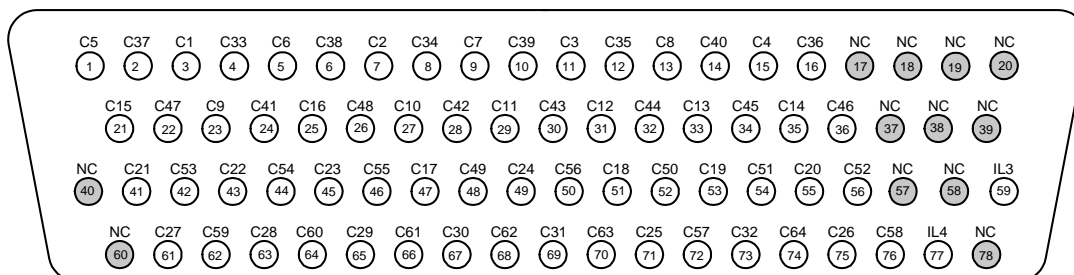 C5 C37 C1 C33 C6 C38 C2 C34 C7 C39 C3 C35 C8 C40 C4 C36 NC NC NC NC
1 2 3 4 5 6 7 8 9 10 11 12 13 14 15 16 17 18 19 20
C15 C47 C9 C41 C16 C48 C10 C42 C11 C43 C12 C44 C13 C45 C14 C46 NC NC NC
21 22 23 24 25 26 27 28 29 30 31 32 33 34 35 36 37 38 39
NC C21 C53 C22 C54 C23 C55 C17 C49 C24 C56 C18 C50 C19 C51 C20 C52 NC NC IL3
40 41 42 43 44 45 46 47 48 49 50 51 52 53 54 55 56 57 58 59
NC C27 C59 C28 C60 C29 C61 C30 C62 C31 C63 C25 C57 C32 C64 C26 C58 IL4 NC
60 61 62 63 64 65 66 67 68 69 70 71 72 73 74 75 76 77 78